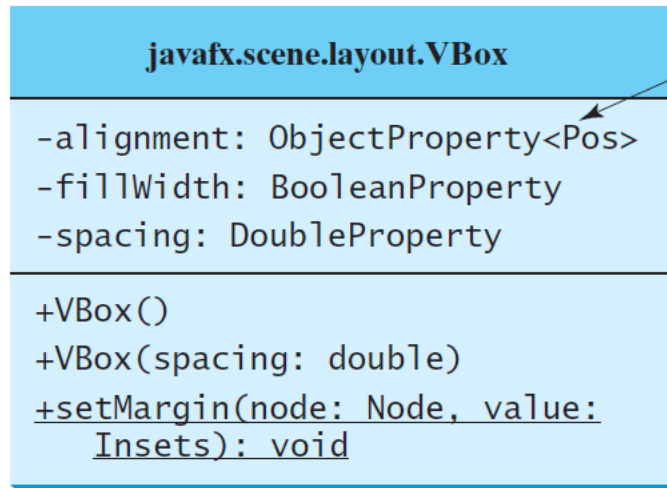 javafx.scene.layout.VBox
-alignment: ObjectProperty<Pos>
-fillWidth: BooleanProperty
-spacing: DoubleProperty
+VBox()
+VBox(spacing: double)
+setMargin(node: Node, value:
Insets): void